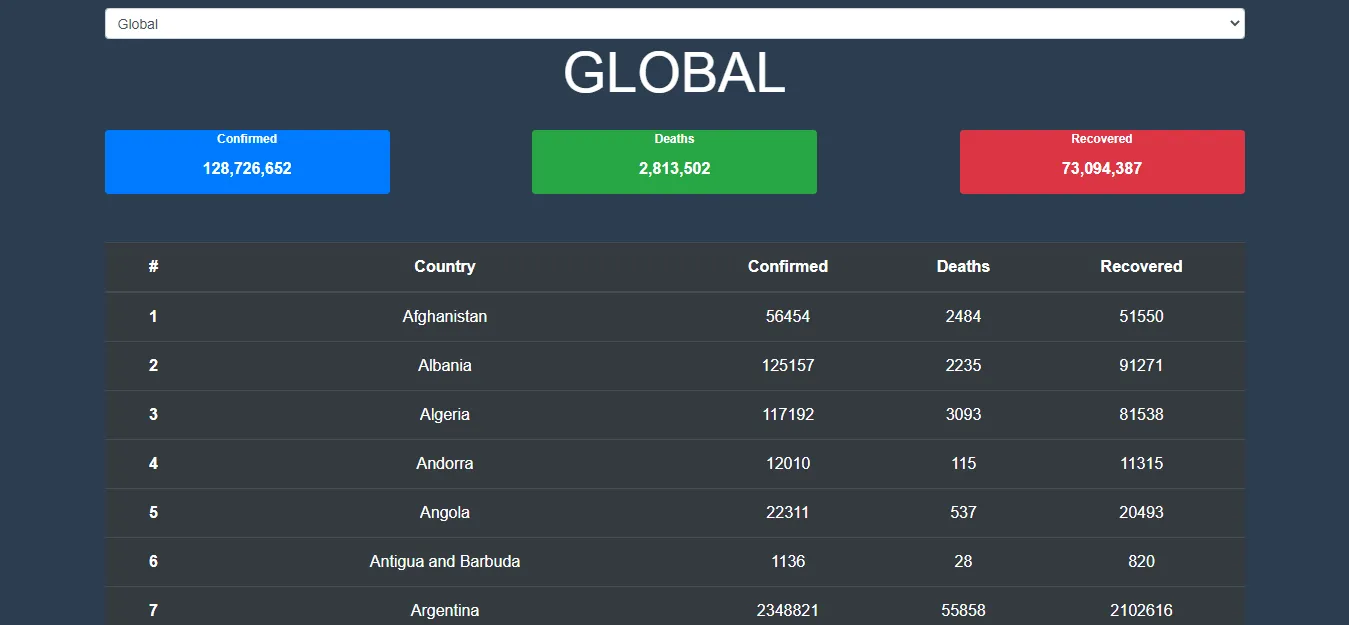 Global
GLOBAL
Confirmed Deaths Recovered
128,726,652 2,813,502 73,094,387
# Country Confirmed Deaths Recovered
1 Afghanistan 56454 2484 51550
2 Albania 125157 2235 91271
3 Algeria 117192 3093 81538
4 Andorra 12010 115 11315
5 Angola 22311 537 20493
6 Antigua and Barbuda 1136 28 820
7 Argentina 2348821 55858 2102616